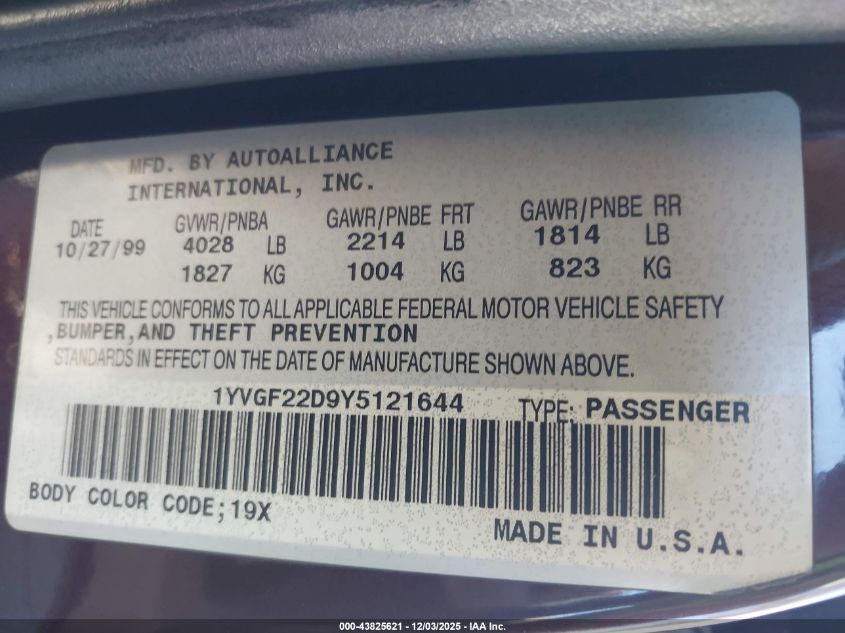 MFD. BY AUTOALLIANCE
INTERNATIONAL, INC.
DATE GVWR/PNBA GAWR/PNBE FRT GAWR/PNBE RR
10/27/99 4028 LB 2214 LB 1814 LB
1827 KG 1004 KG 823 KG
THIS VEHICLE CONFORMS TO ALL APPLICABLE FEDERAL MOTOR VEHICLE SAFETY
,BUMPER,AND THEFT PREVENTION
STANDARDS IN EFFECT ON THE DATE OF MANUFACTURE SHOWN ABOVE.
1YVGF22D9Y5121644 TYPE: PASSENGER
BODY COLOR CODE;19X
MADE IN U.S.A.
000-43825621 - 12/03/2025 - IAA Inc.